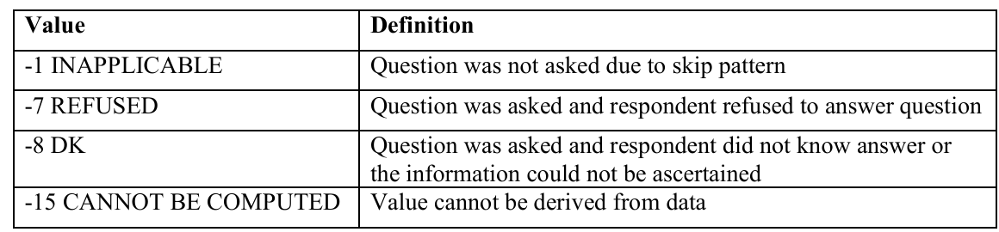 Value Definition
-1 INAPPLICABLE Question was not asked due to skip pattern
-7 REFUSED Question was asked and respondent refused to answer question
-8 DK Question was asked and respondent did not know answer or
the information could not be ascertained
-15 CANNOT BE COMPUTED Value cannot be derived from data